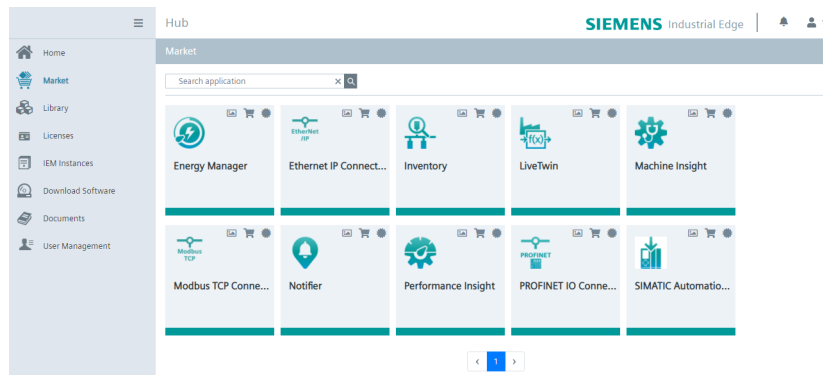 Hub
SIEMENS Industrial Edge
Home
Market
Library
Licenses
IEM Instances
Download Software
Documents
User Management
Market
Search application
Energy Manager
EtherNet
/IP
Ethernet IP Connect...
Inventory
f(x)
LiveTwin
Machine Insight
Modbus
TCP
Modbus TCP Conne...
Notifier
Performance Insight
PROFINET
PROFINET IO Conne...
SIMATIC Automatio...
1